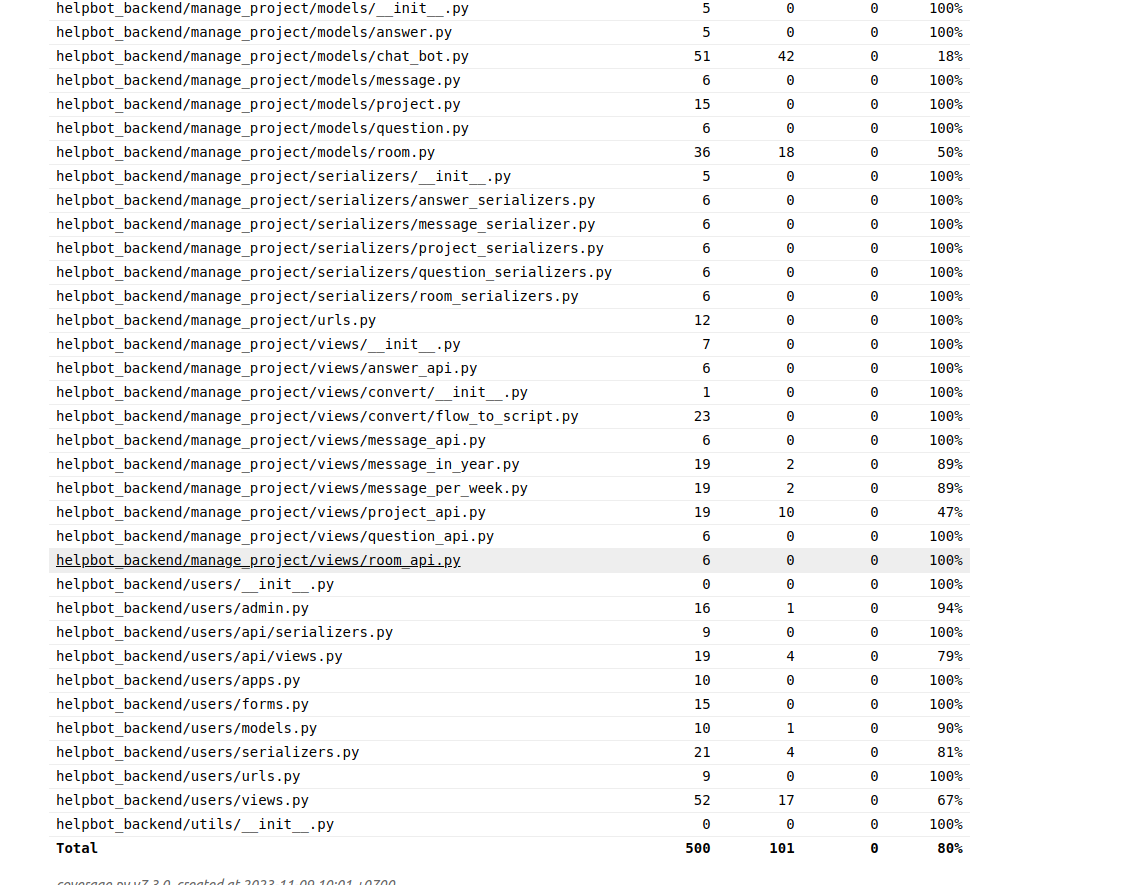 helpbot_backend/manage_project/models/__init__.py 5 0 0 100%
helpbot_backend/manage_project/models/answer.py 5 0 0 100%
helpbot_backend/manage_project/models/chat_bot.py 51 42 0 18%
helpbot_backend/manage_project/models/message.py 6 0 0 100%
helpbot_backend/manage_project/models/project.py 15 0 0 100%
helpbot_backend/manage_project/models/question.py 6 0 0 100%
helpbot_backend/manage_project/models/room.py 36 18 0 50%
helpbot_backend/manage_project/serializers/__init__.py 5 0 0 100%
helpbot_backend/manage_project/serializers/answer_serializers.py 6 0 0 100%
helpbot_backend/manage_project/serializers/message_serializer.py 6 0 0 100%
helpbot_backend/manage_project/serializers/project_serializers.py 6 0 0 100%
helpbot_backend/manage_project/serializers/question_serializers.py 6 0 0 100%
helpbot_backend/manage_project/serializers/room_serializers.py 6 0 0 100%
helpbot_backend/manage_project/urls.py 12 0 0 100%
helpbot_backend/manage_project/views/__init__.py 7 0 0 100%
helpbot_backend/manage_project/views/answer_api.py 6 0 0 100%
helpbot_backend/manage_project/views/convert/__init__.py 1 0 0 100%
helpbot_backend/manage_project/views/convert/flow_to_script.py 23 0 0 100%
helpbot_backend/manage_project/views/message_api.py 6 0 0 100%
helpbot_backend/manage_project/views/message_in_year.py 19 2 0 89%
helpbot_backend/manage_project/views/message_per_week.py 19 2 0 89%
helpbot_backend/manage_project/views/project_api.py 19 10 0 47%
helpbot_backend/manage_project/views/question_api.py 6 0 0 100%
helpbot_backend/manage_project/views/room_api.py 6 0 0 100%
helpbot_backend/users/__init__.py 0 0 0 100%
helpbot_backend/users/admin.py 16 1 0 94%
helpbot_backend/users/api/serializers.py 9 0 0 100%
helpbot_backend/users/api/views.py 19 4 0 79%
helpbot_backend/users/apps.py 10 0 0 100%
helpbot_backend/users/forms.py 15 0 0 100%
helpbot_backend/users/models.py 10 1 0 90%
helpbot_backend/users/serializers.py 21 4 0 81%
helpbot_backend/users/urls.py 9 0 0 100%
helpbot_backend/users/views.py 52 17 0 67%
helpbot_backend/utils/__init__.py 0 0 0 100%
Total 500 101 0 80%
coverage.py v7.3.0, created at 2023-11-09 10:01 +0700